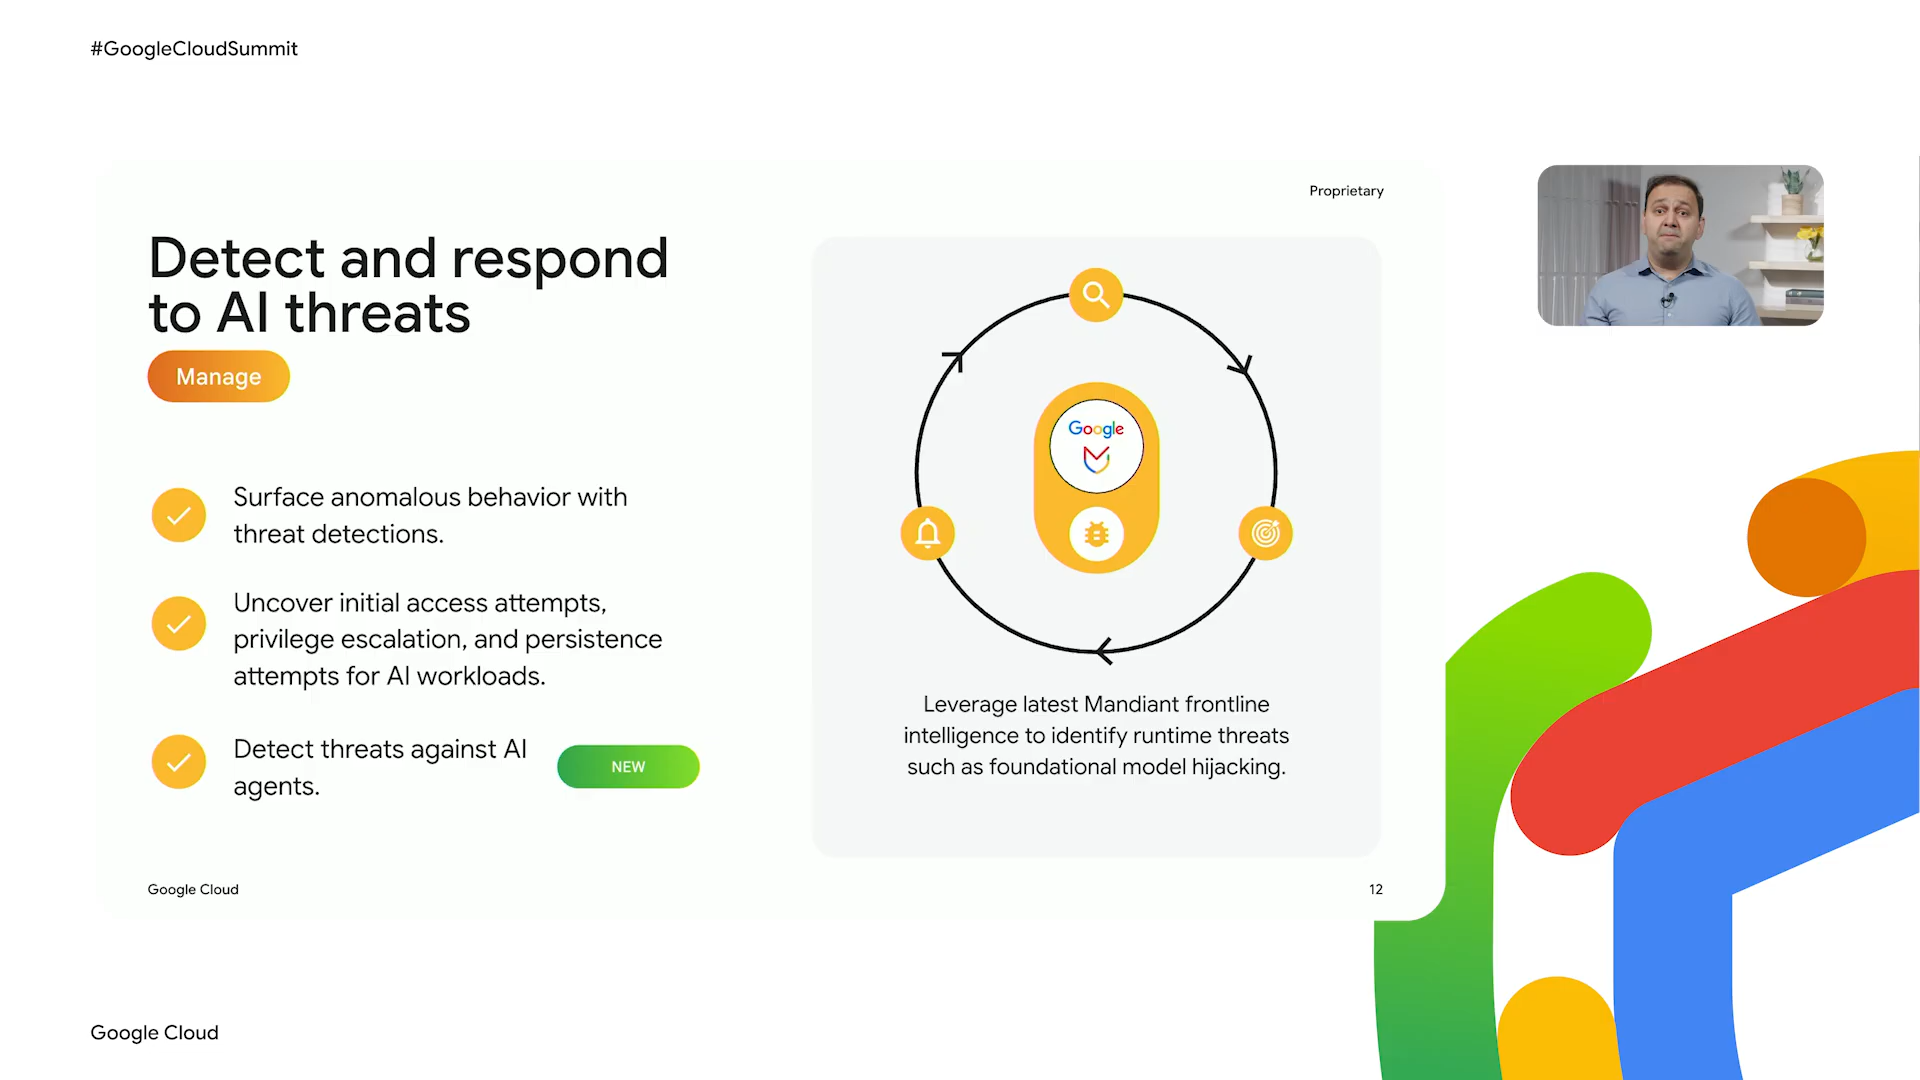 #GoogleCloudSummit
Proprietary
Detect and respond
to AI threats
Manage
Surface anomalous behavior with
threat detections.
Uncover initial access attempts,
privilege escalation, and persistence
attempts for AI workloads.
Detect threats against AI
agents.
NEW
Google
Leverage latest Mandiant frontline
intelligence to identify runtime threats
such as foundational model hijacking.
Google Cloud
12
Google Cloud